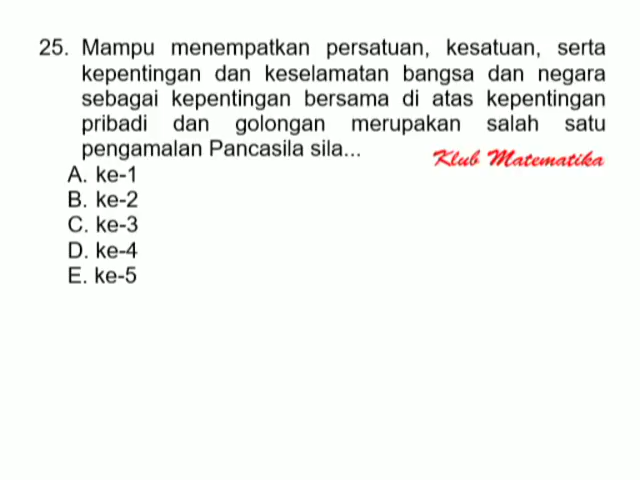 25. Mampu menempatkan persatuan, kesatuan, serta
kepentingan dan keselamatan bangsa dan negara
sebagai kepentingan bersama di atas kepentingan
pribadi dan golongan merupakan salah satu
pengamalan Pancasila sila...
Klub Matematika
A. ke-1
B. ke-2
C. ke-3
D. ke-4
E. ke-5